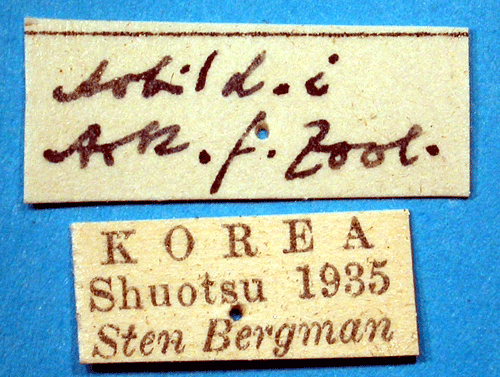 Avbild. i
Ark. f. Zool.
KOREA
Shuotsu 1935
Sten Bergman